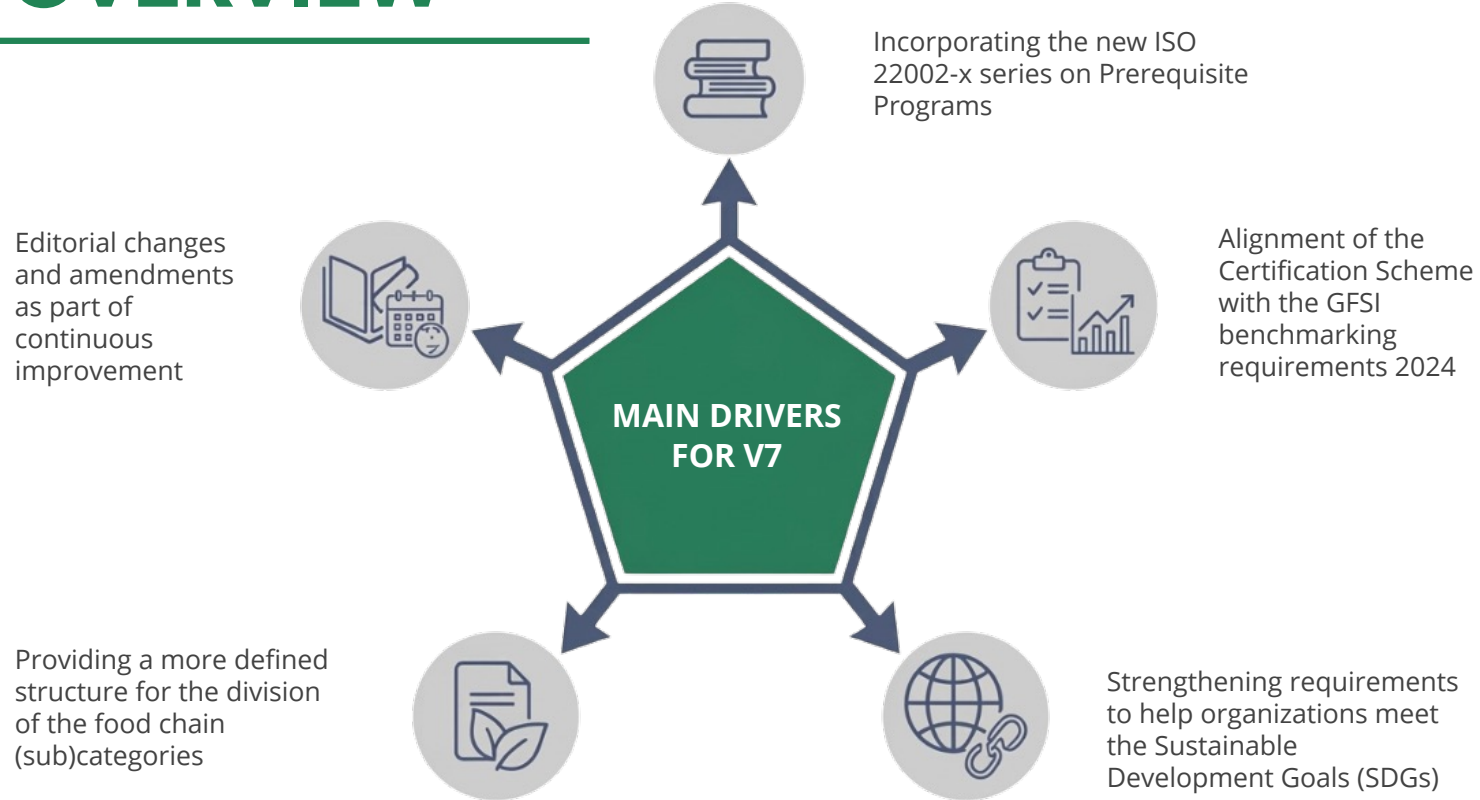 OVERVIEW
Incorporating the new ISO
22002-x series on Prerequisite
Programs
Editorial changes
and amendments
as part of
continuous
improvement
Alignment of the
Certification Scheme
with the GFSI
benchmarking
requirements 2024
MAIN DRIVERS
FOR V7
Providing a more defined
structure for the division
of the food chain
(sub)categories
Strengthening requirements
to help organizations meet
the Sustainable
Development Goals (SDGs)